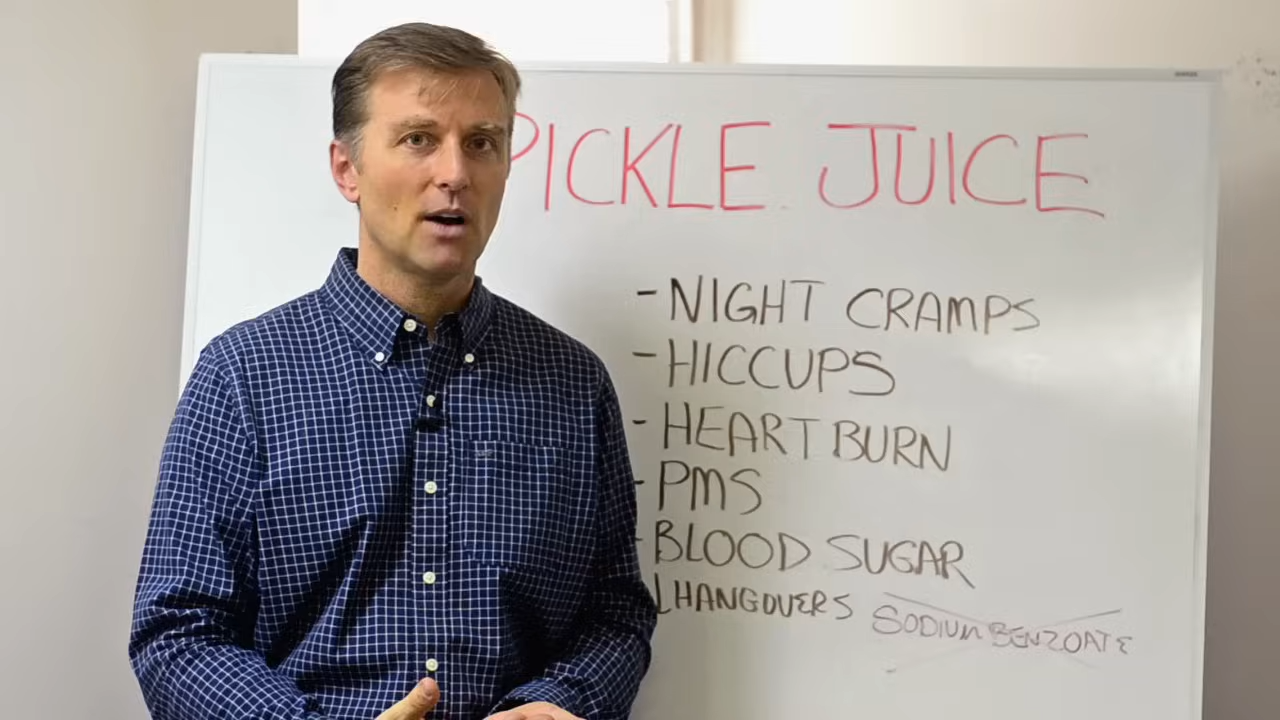 PICKLE JUICE
- NIGHT CRAMPS
- HICCUPS
- HEART BURN
- PMS
- BLOOD SUGAR
HANGOVERS SODIUM BENZOATE